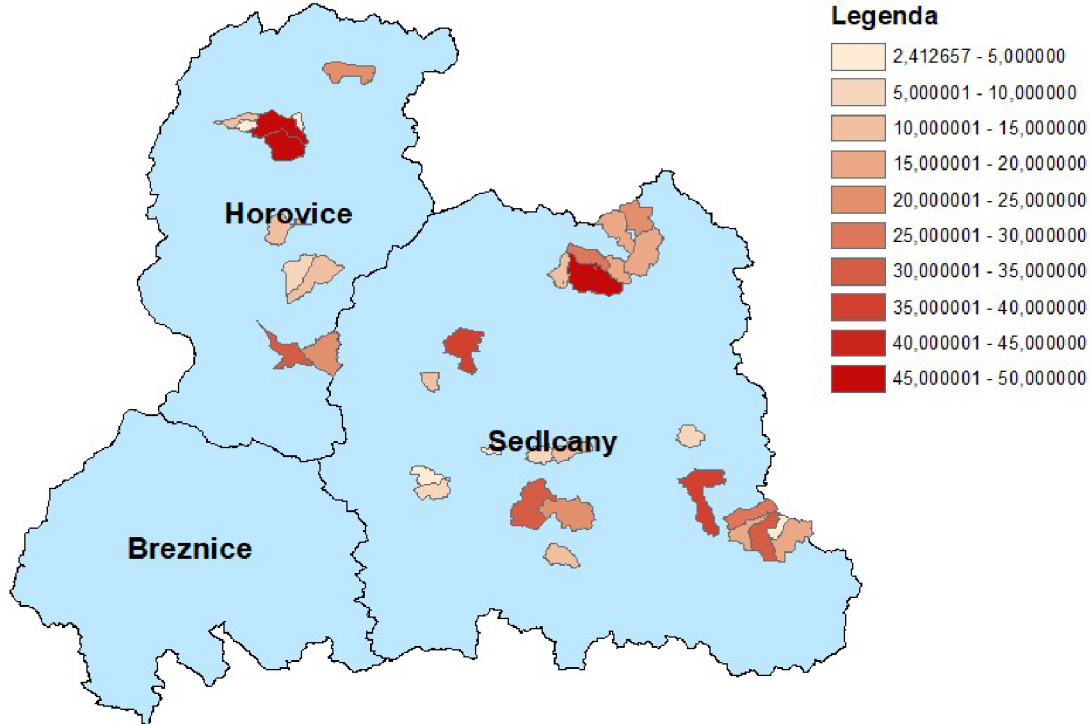 Legenda
2,412657 - 5,000000
5,000001 - 10,000000
10,000001 - 15,000000
15,000001 - 20,000000
20,000001 - 25,000000
25,000001 - 30,000000
30,000001 - 35,000000
35,000001 - 40,000000
40,000001 - 45,000000
45,000001 - 50,000000
Horovice
Sedlcany
Breznice